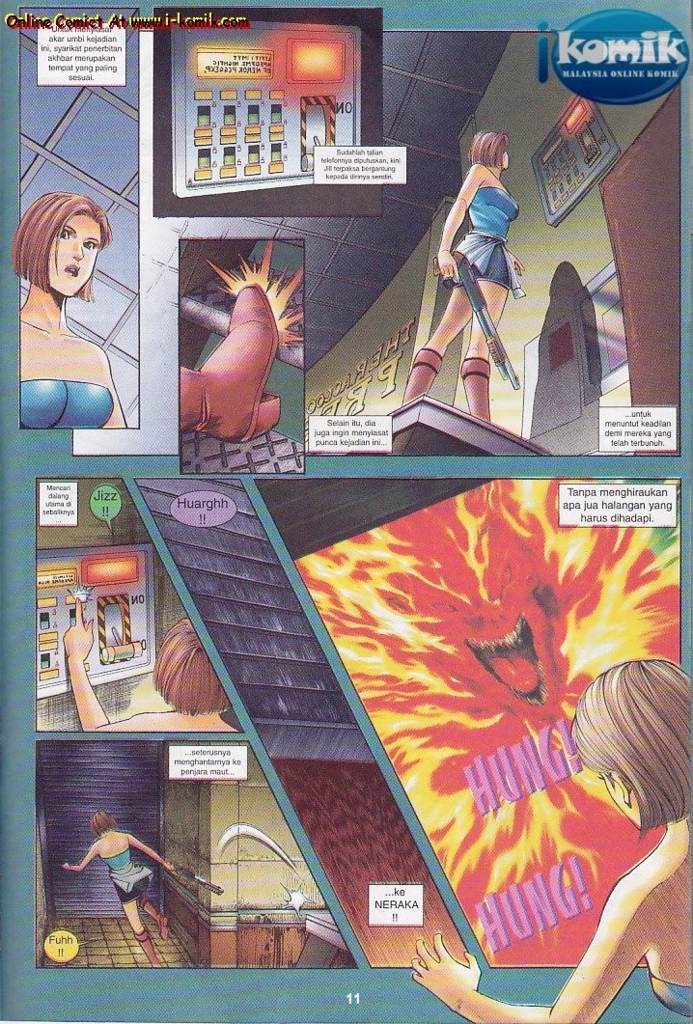 Online Comict At www.i-komik.com
ikomik
MALAYSIA ONLINE KOMIK
Untuk menyiasat
akar umbi kejadian
ini, syarikat penerbitan
akhbar merupakan
tempat yang paling
sesuai.
NO
Sudahlah talian
telefonnya diputuskan, kini
Jill terpaksa bergantung
kepada dirinya sendiri.
Selain itu, dia
juga ingin menyiasat
punca kejadian ini...
...untuk
menuntut keadilan
demi mereka yang
telah terbunuh.
Mencari
dalang
utama di
sebaliknya
...
Jizz
!!
NO
Huarghh
!!
Tanpa menghiraukan
apa jua halangan yang
harus dihadapi.
HUNG!
HUNG!
...seterusnya
menghantarnya ke
penjara maut...
Fuhh
!!
...ke
NERAKA
!!
11